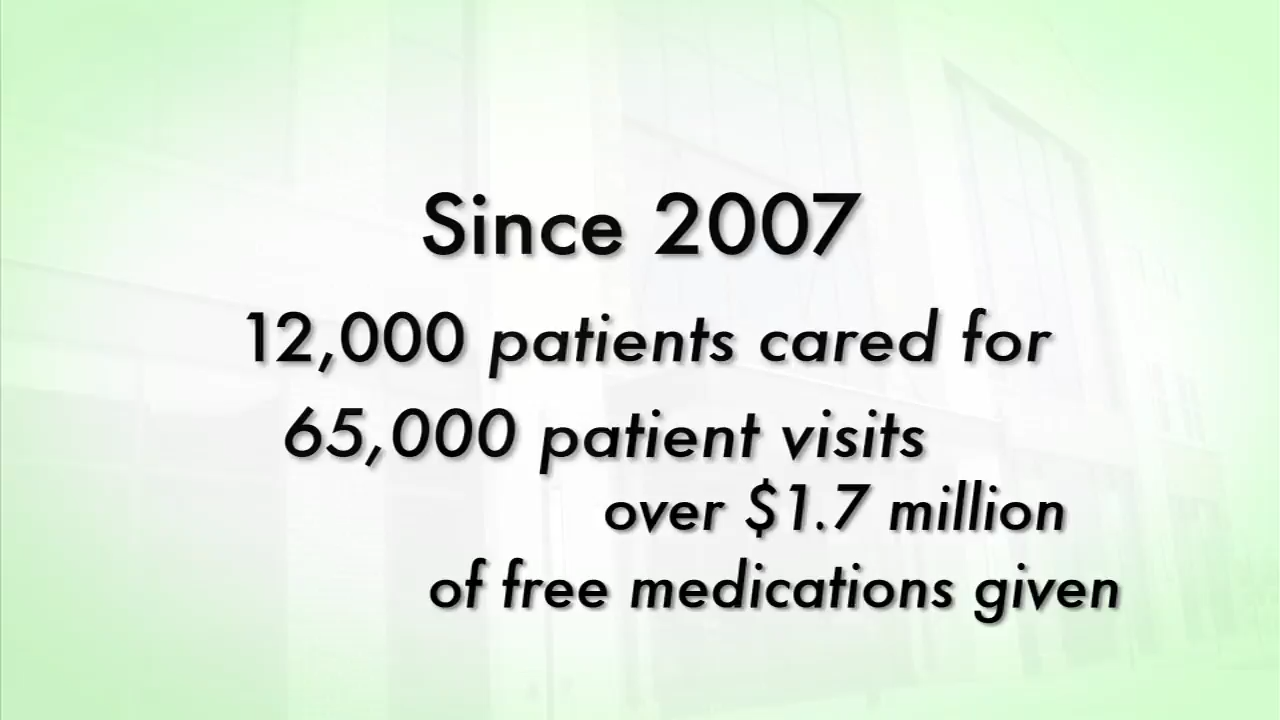 Since 2007
12,000 patients cared for
65,000 patient visits
over $1.7 million
of free medications given